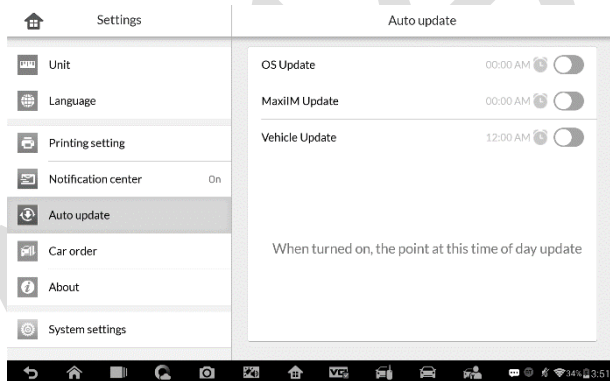 Settings
Auto update
Unit
Language
Printing setting
Notification center On
Auto update
Car order
About
System settings
OS Update 00:00 AM
MaxiIM Update 00:00 AM
Vehicle Update 12:00 AM
When turned on, the point at this time of day update
34% 3:51